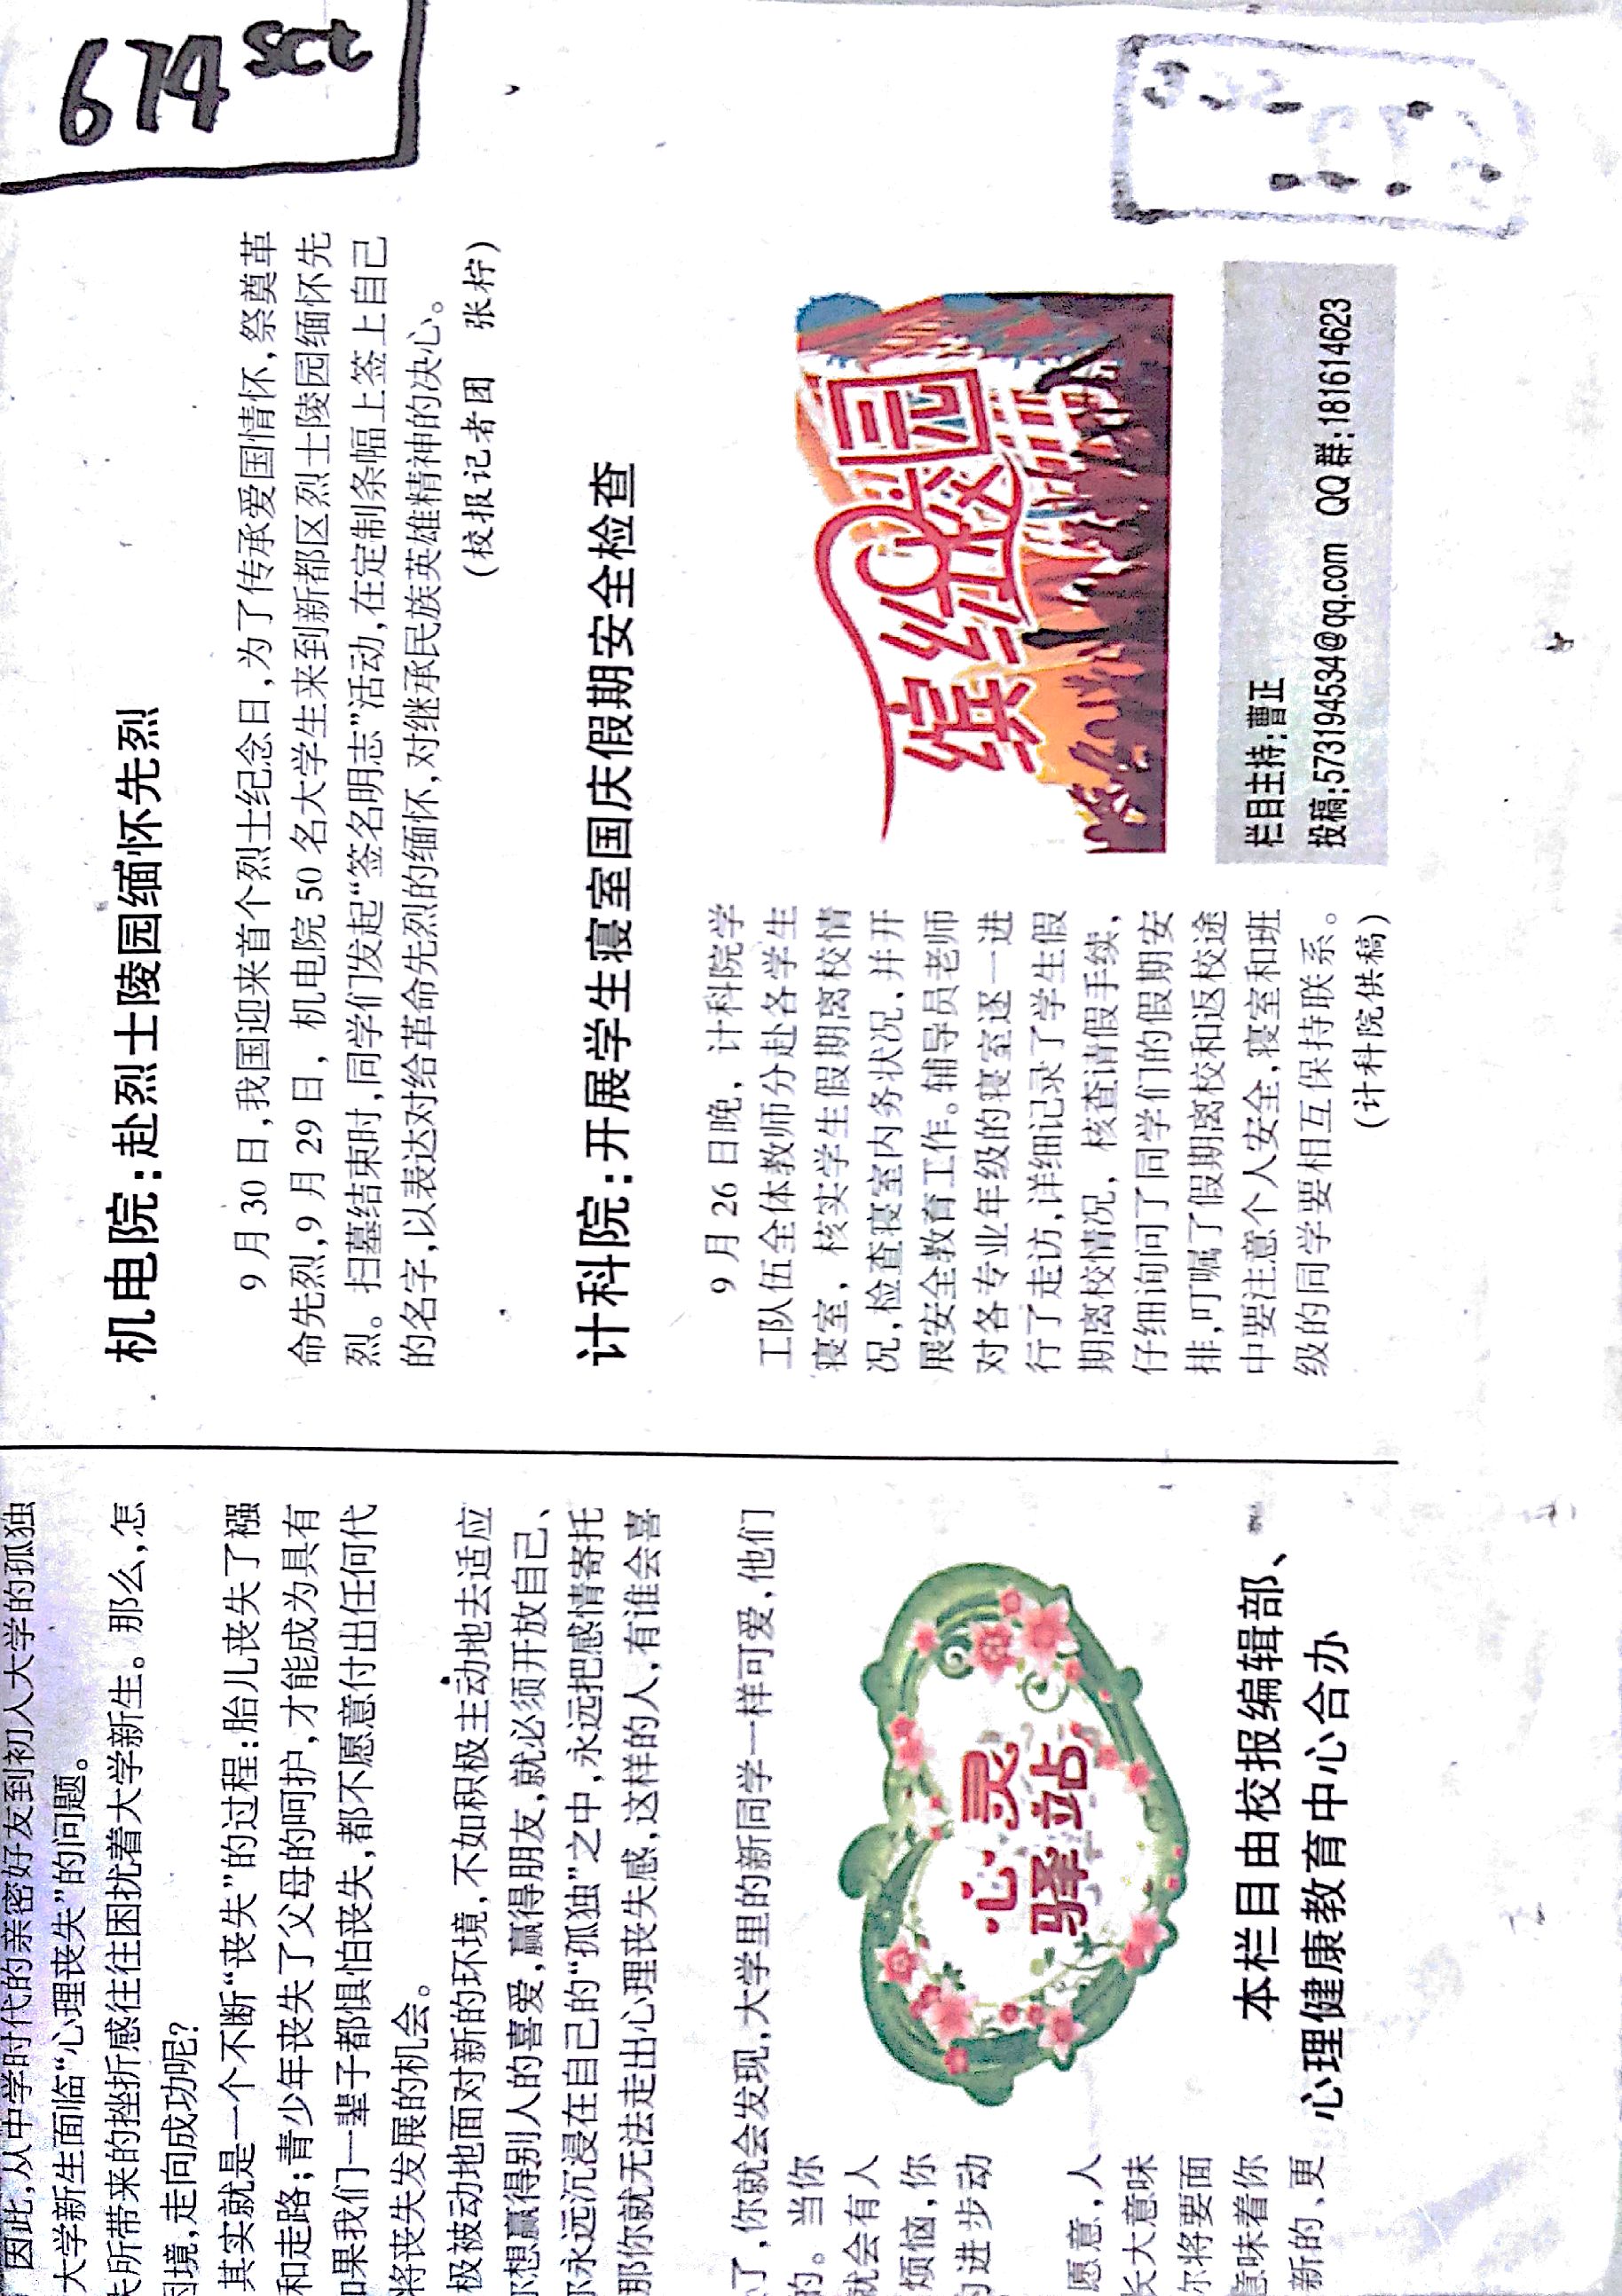 因此,从中学时代的亲密好友到初入大学的孤独
大学新生面临“心理丧失”的问题。
所带来的挫折感往往困扰着大学新生。那么,怎
困境,走向成功呢?
其实就是一个不断“丧失”的过程:胎儿丧失了襁
和走路;青少年丧失了父母的呵护,才能成为具有
如果我们一辈子都惧怕丧失,都不愿意付出任何代
将丧失发展的机会。
极被动地面对新的环境,不如积极主动地去适应
你想赢得别人的喜爱,赢得朋友,就必须开放自己、
你永远沉浸在自己的“孤独”之中,永远把感情寄托
那你就无法走出心理丧失感,这样的人,有谁会喜
了,你就会发现,大学里的新同学一样可爱,他们
的。当你
就会有人
烦恼,你
的进步动
愿意,人
长大意味
你将要面
意味着你
新的、更
心灵
驿站
本栏目由校报编辑部、
心理健康教育中心合办
674 sct
机电院:赴烈士陵园缅怀先烈
9月30日,我国迎来首个烈士纪念日,为了传承爱国情怀,祭奠革
命先烈,9月29日,机电院50名大学生来到新都区烈士陵园缅怀先
烈。扫墓结束时,同学们发起“签名明志”活动,在定制条幅上签上自己
的名字,以表达对给革命先烈的缅怀,对继承民族英雄精神的决心。
(校报记者团 张柠)
计科院:开展学生寝室国庆假期安全检查
9月26日晚,计科院学
工队伍全体教师分赴各学生
寝室,核实学生假期离校情
况,检查寝室内务状况,并开
展安全教育工作。辅导员老师
对各专业年级的寝室逐一进
行了走访,详细记录了学生假
期离校情况,核查请假手续,
仔细询问了同学们的假期安
排,叮嘱了假期离校和返校途
中要注意个人安全,寝室和班
级的同学要相互保持联系。
(计科院供稿)
缤纷校园
栏目主持:曹正
投稿:573194534@qq.com QQ群:181614623